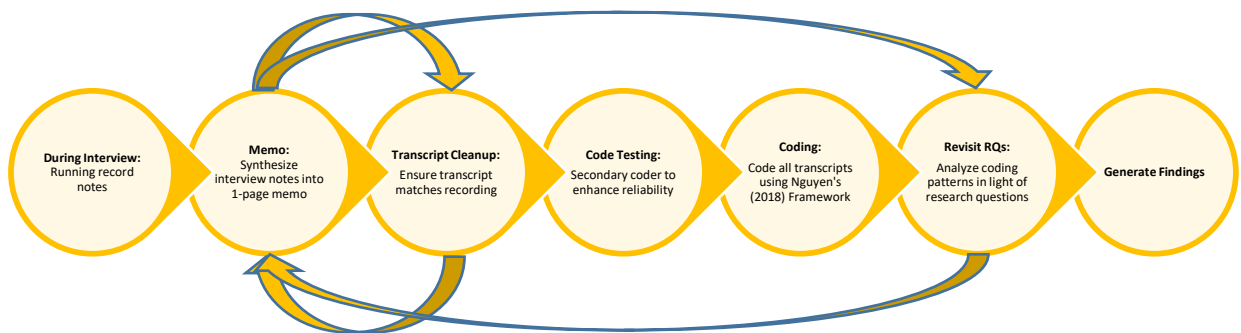 During Interview:
Running record
notes
Memo:
Synthesize
interview notes into
1-page memo
Transcript Cleanup:
Ensure transcript
matches recording
Code Testing:
Secondary coder to
enhance reliability
Coding:
Code all transcripts
using Nguyen's
(2018) Framework
Revisit RQs:
Analyze coding
patterns in light of
research questions
Generate Findings